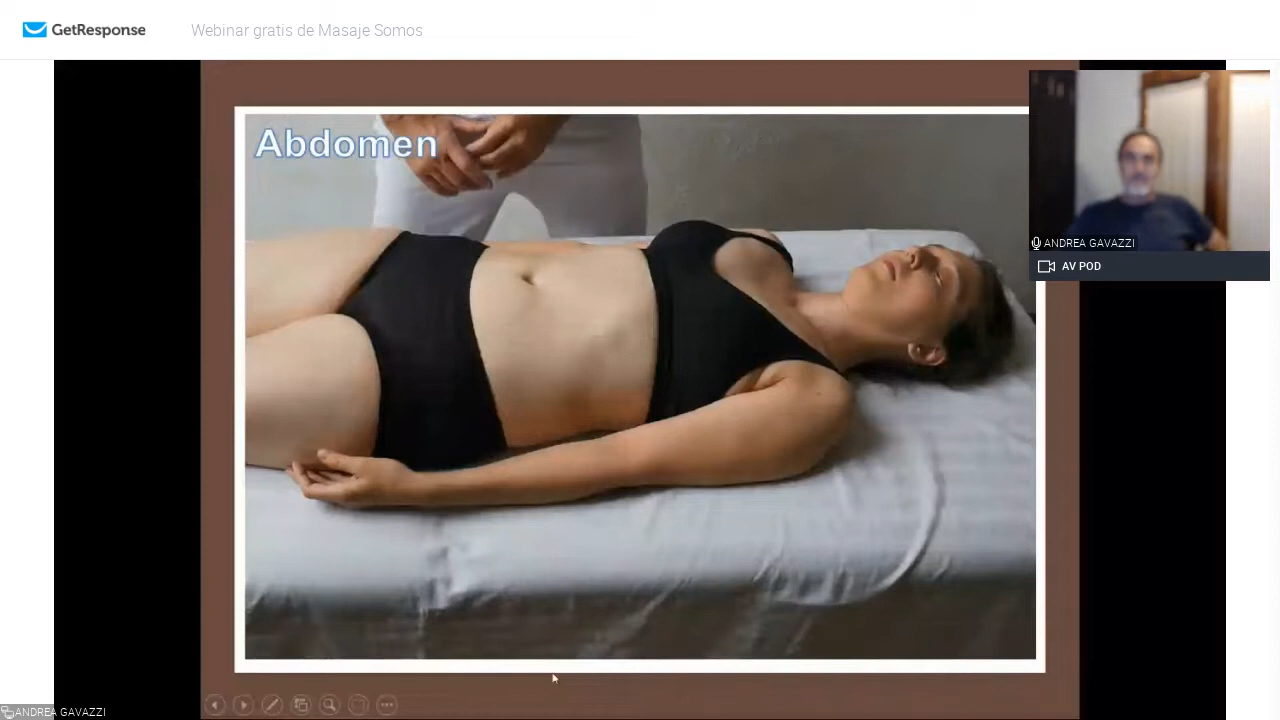 GetResponse
Webinar gratis de Masaje Somos
Abdomen
ANDREA GAVAZZI
AV POD
ANDREA GAVAZZI